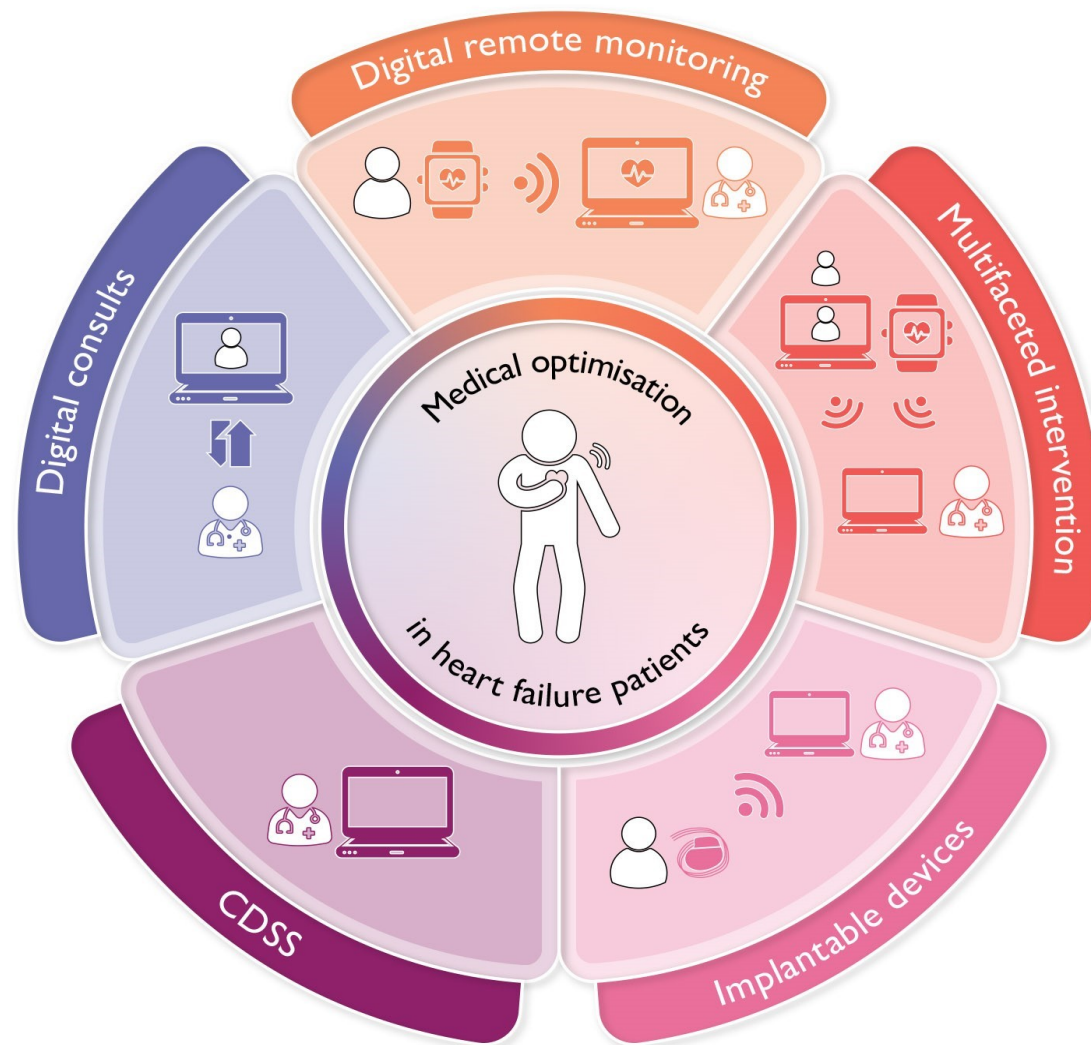 Digital remote monitoring
Multifaceted intervention
Implantable devices
CDSS
Digital consults
Medical optimisation
in heart failure patients